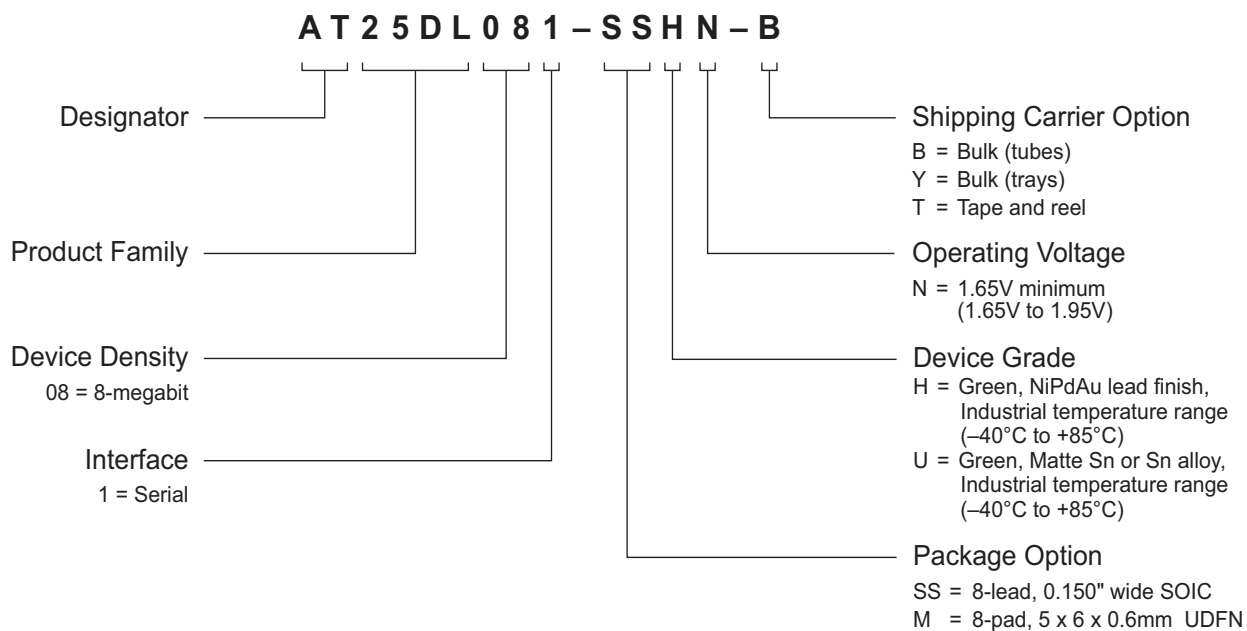 AT25DL081–SSHN–B
Designator
Product Family
Device Density
08 = 8-megabit
Interface
1 = Serial
Shipping Carrier Option
B = Bulk (tubes)
Y = Bulk (trays)
T = Tape and reel
Operating Voltage
N = 1.65V minimum
(1.65V to 1.95V)
Device Grade
H = Green, NiPdAu lead finish,
Industrial temperature range
(–40°C to +85°C)
U = Green, Matte Sn or Sn alloy,
Industrial temperature range
(–40°C to +85°C)
Package Option
SS = 8-lead, 0.150" wide SOIC
M = 8-pad, 5 x 6 x 0.6mm UDFN